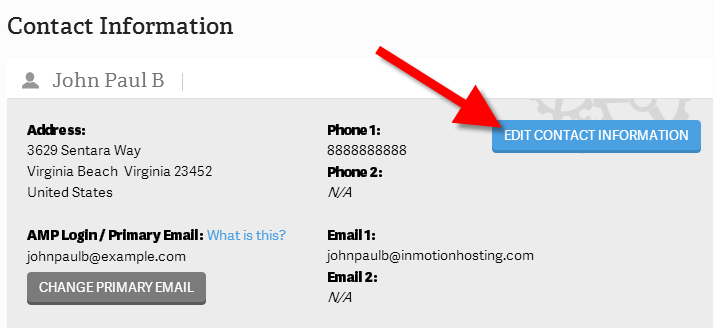 Contact Information
John Paul B
Address:
3629 Sentara Way
Virginia Beach Virginia 23452
United States
Phone 1:
8888888888
Phone 2:
N/A
EDIT CONTACT INFORMATION
AMP Login / Primary Email: What is this?
johnpaulb@example.com
CHANGE PRIMARY EMAIL
Email 1:
johnpaulb@inmotionhosting.com
Email 2:
N/A